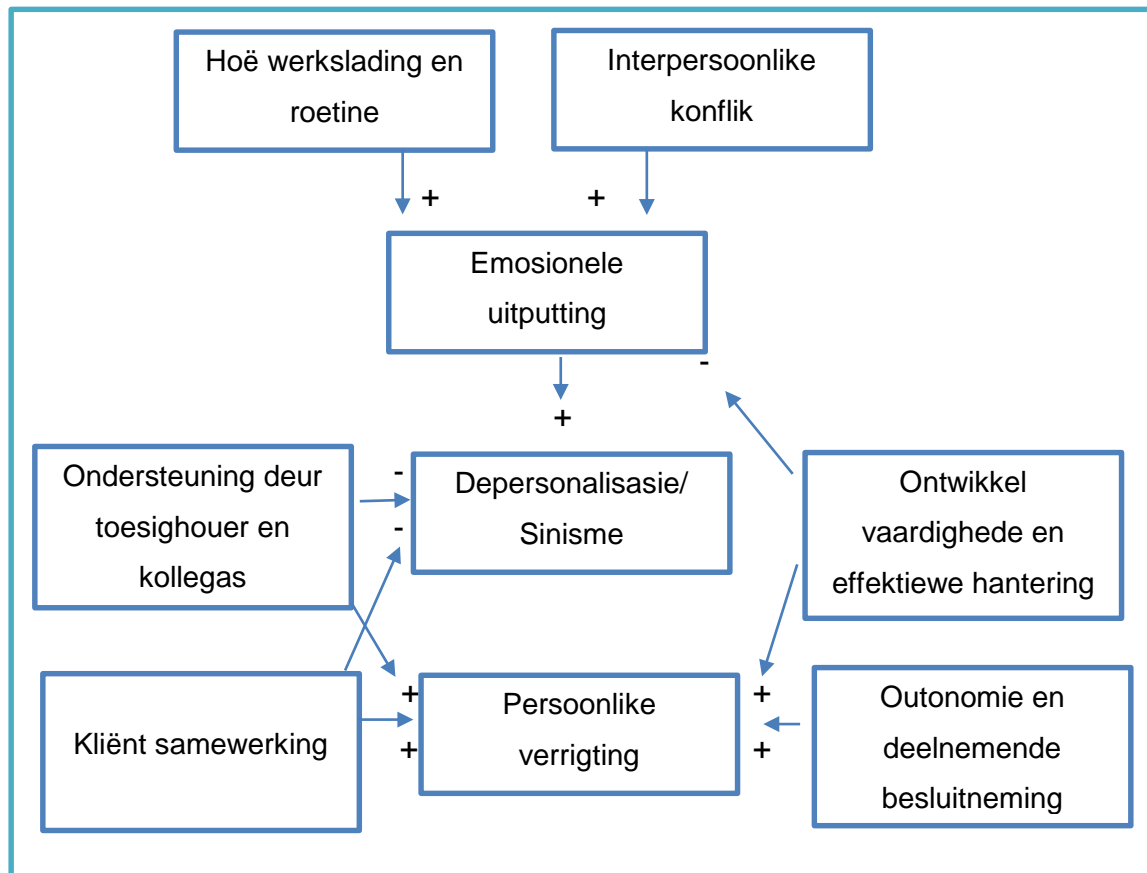 Hoë werkslading en
roetine
Interpersoonlike
konflik
+
+
Emosionele
uitputting
-
+
Ondersteuning deur
toesighouer en
kollegas
-
-
Depersonalisasie/
Sinisme
Ontwikkel
vaardighede en
effektiewe hantering
Kliënt samewerking
+
+
Persoonlike
verrigting
+
+
Outonomie en
deelnemende
besluitneming